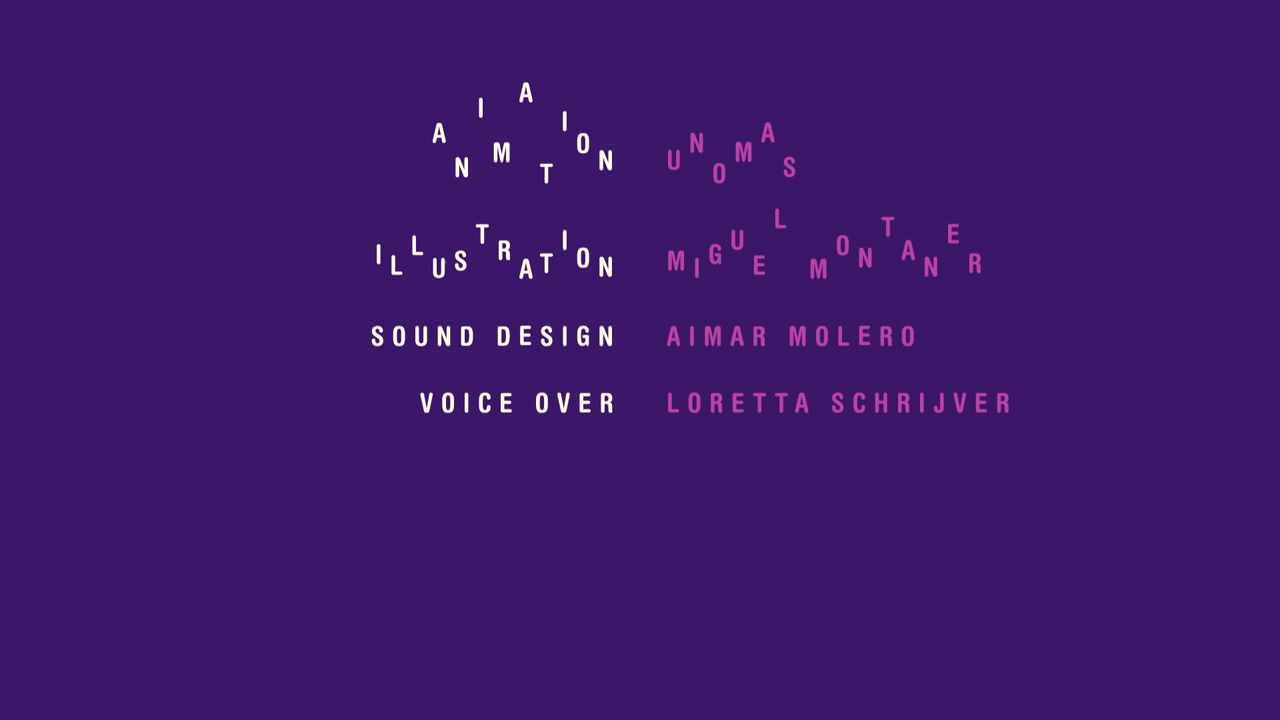 ANIMATION UNOMAS
ILLUSTRATION MIGUEL MONTANER
SOUND DESIGN AIMAR MOLERO
VOICE OVER LORETTA SCHRIJVER